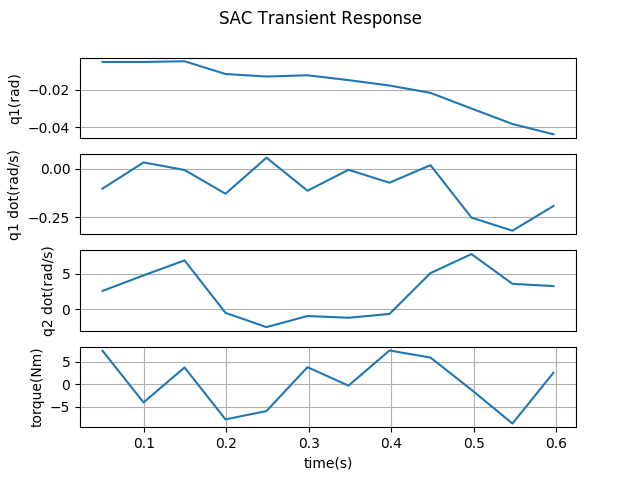 SAC Transient Response
q1(rad)
−0.02
−0.04
q1 dot(rad/s)
0.00
−0.25
q2 dot(rad/s)
5
0
torque(Nm)
5
0
−5
0.1 0.2 0.3 0.4 0.5 0.6
time(s)